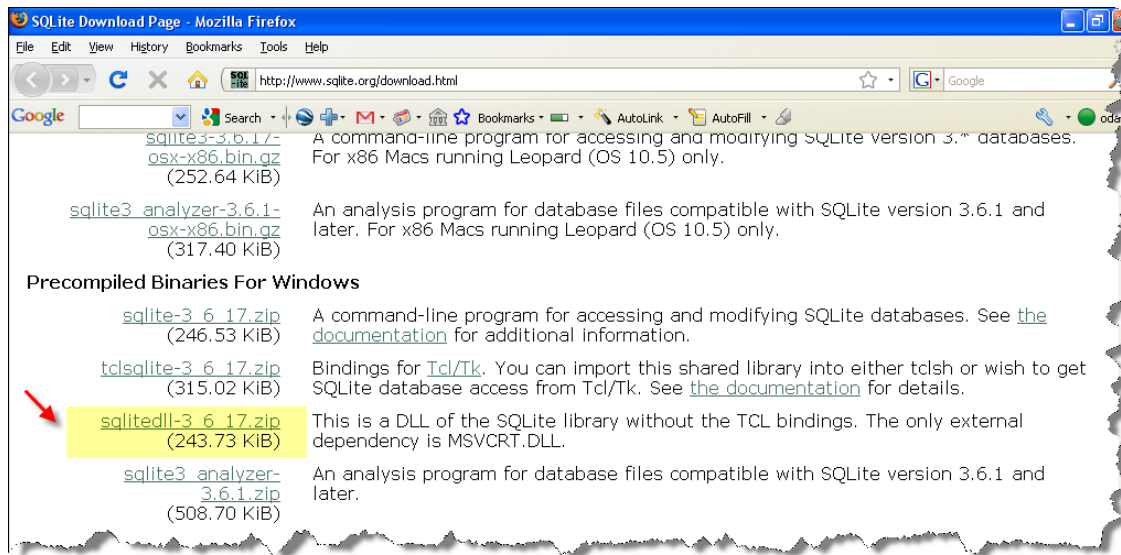 SQLite Download Page - Mozilla Firefox
File Edit View History Bookmarks Tools Help
SQL ite http://www.sqlite.org/download.html G Google
Google Search Bookmarks AutoLink AutoFill oda
sqlite3-3.6.17- A command-line program for accessing and modifying SQLite version 3.* databases.
osx-x86.bin.gz For x86 Macs running Leopard (OS 10.5) only.
(252.64 KiB)
sqlite3_analyzer-3.6.1- An analysis program for database files compatible with SQLite version 3.6.1 and
osx-x86.bin.gz later. For x86 Macs running Leopard (OS 10.5) only.
(317.40 KiB)
Precompiled Binaries For Windows
sqlite-3_6_17.zip A command-line program for accessing and modifying SQLite databases. See the
(246.53 KiB) documentation for additional information.
tclsqlite-3_6_17.zip Bindings for Tcl/Tk. You can import this shared library into either tclsh or wish to get
(315.02 KiB) SQLite database access from Tcl/Tk. See the documentation for details.
sqlitedll-3_6_17.zip This is a DLL of the SQLite library without the TCL bindings. The only external
(243.73 KiB) dependency is MSVCRT.DLL.
sqlite3_analyzer- An analysis program for database files compatible with SQLite version 3.6.1 and
3.6.1.zip later.
(508.70 KiB)